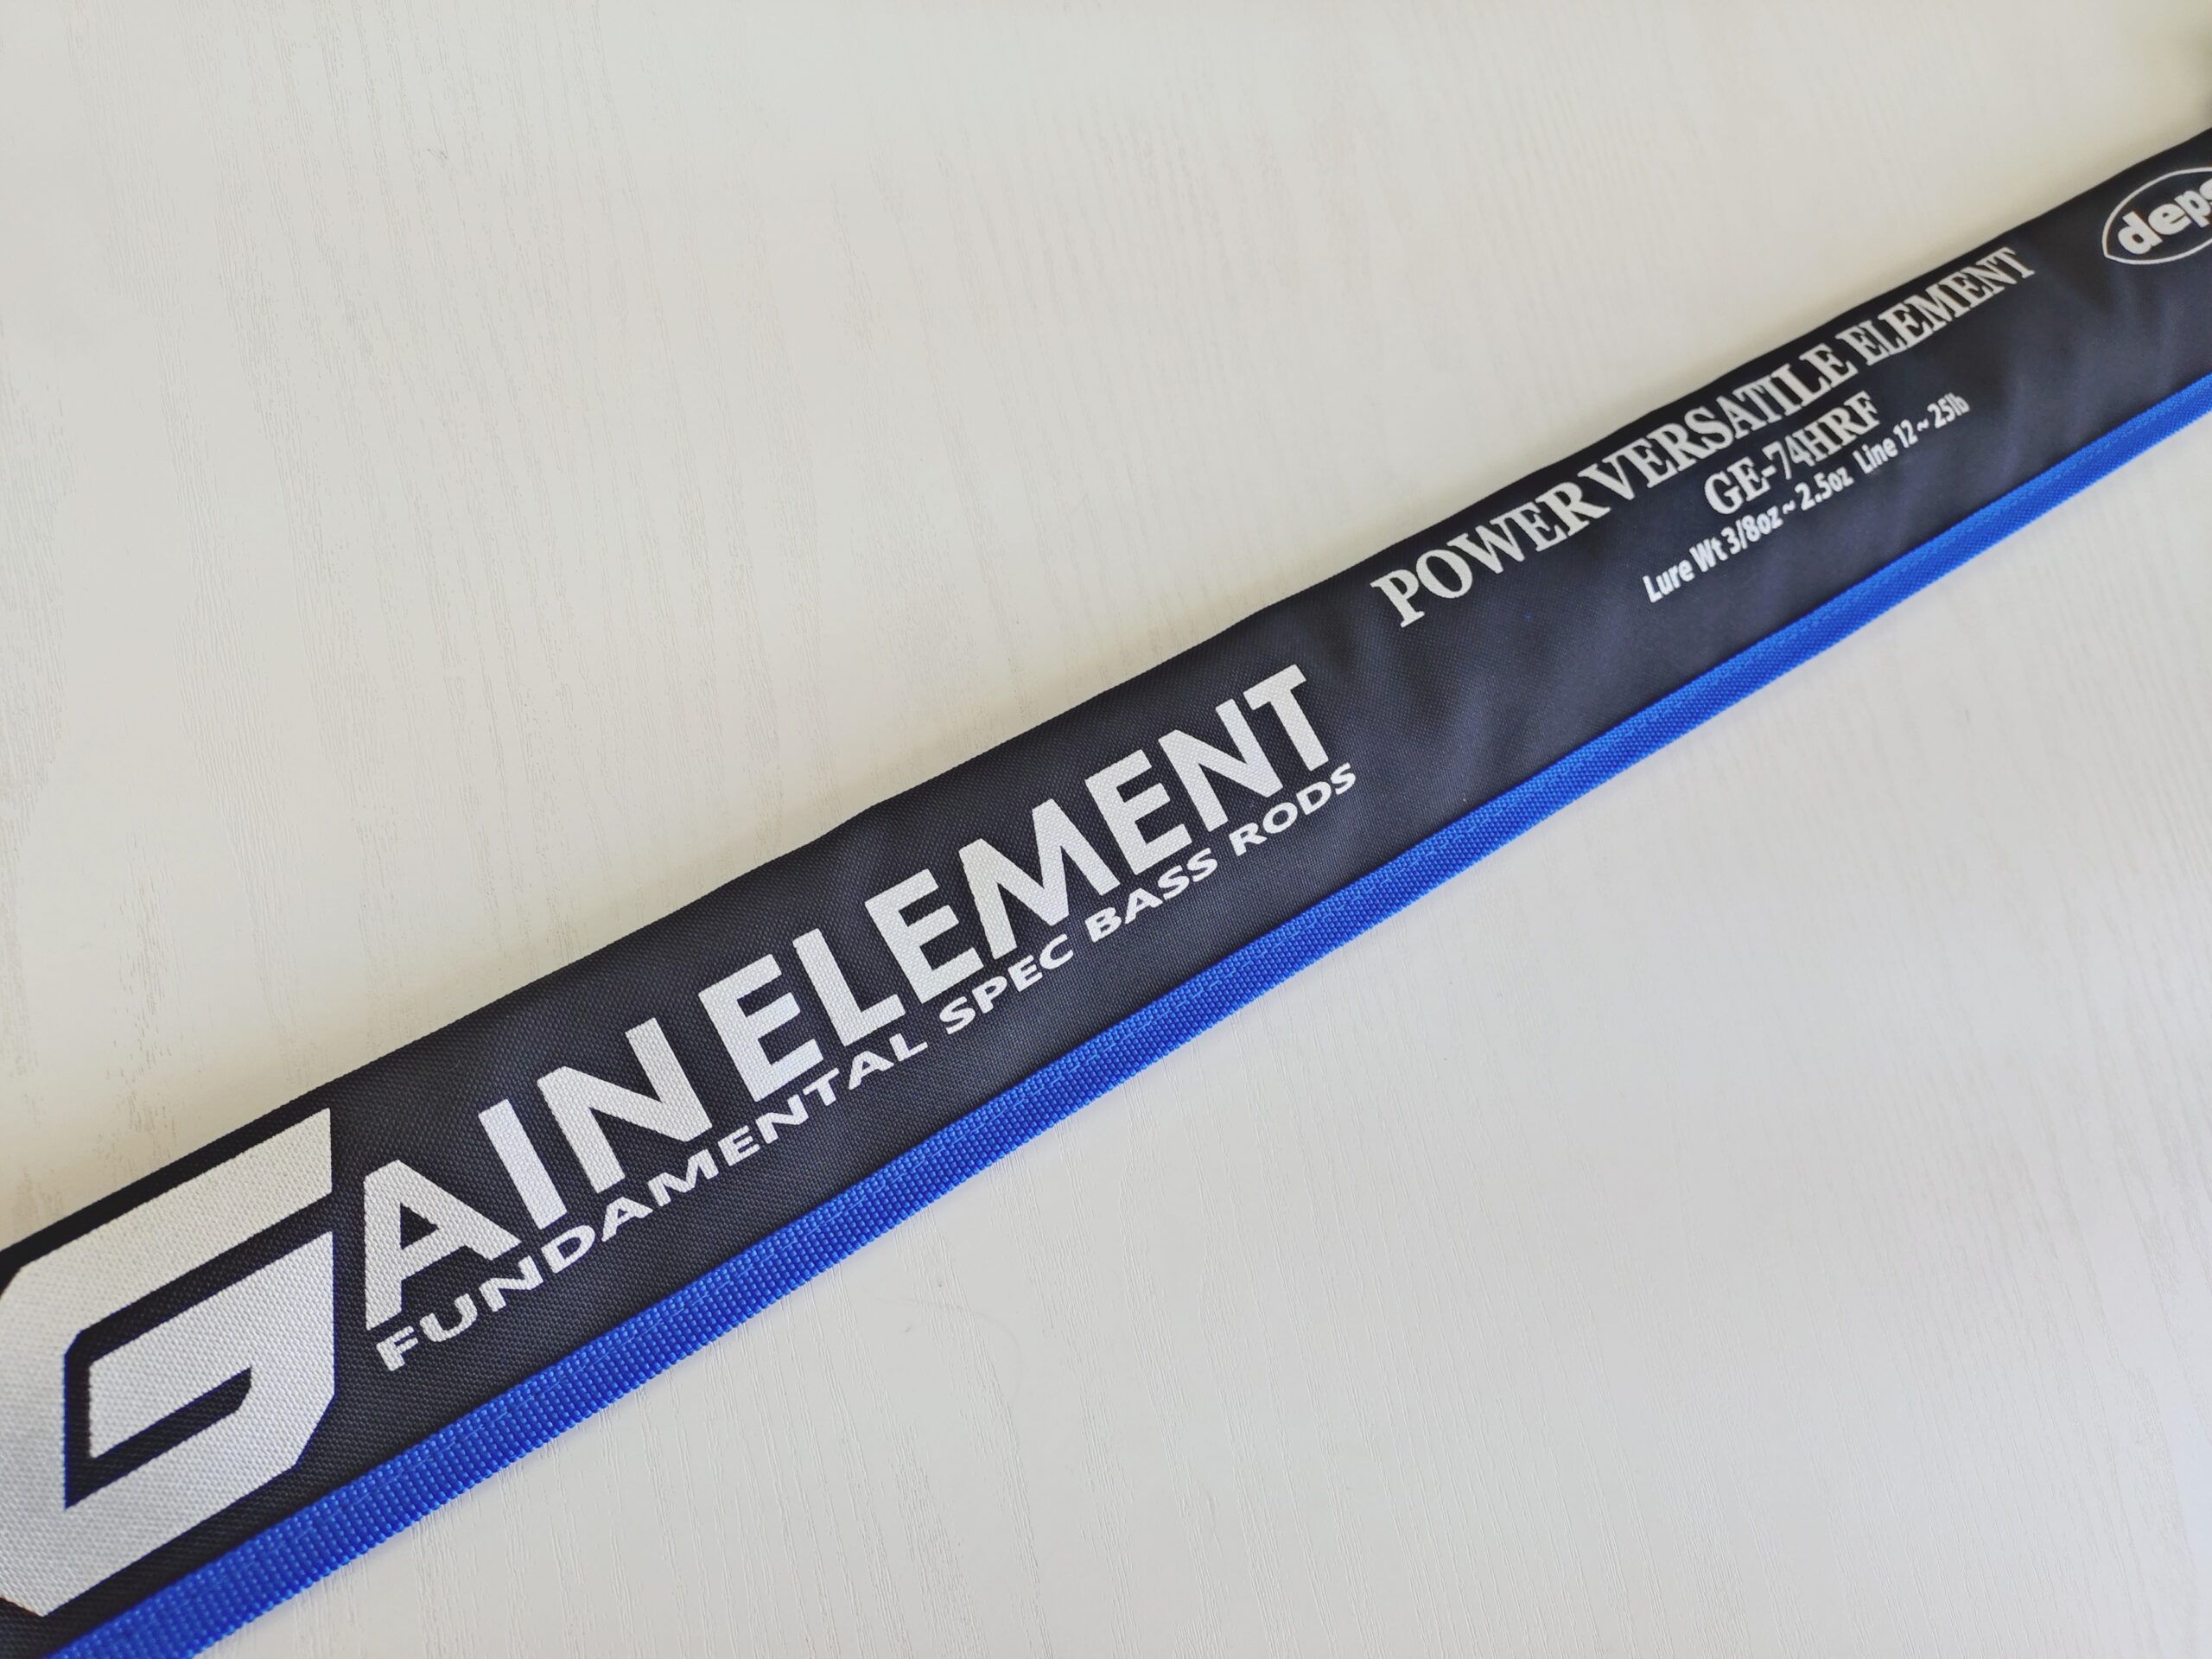 GAIN ELEMENT
FUNDAMENTAL SPEC BASS RODS
POWER VERSATILE ELEMENT
GE-74HRF
Lure Wt 3/8oz ~ 2.5oz Line 12 ~ 25lb
deps